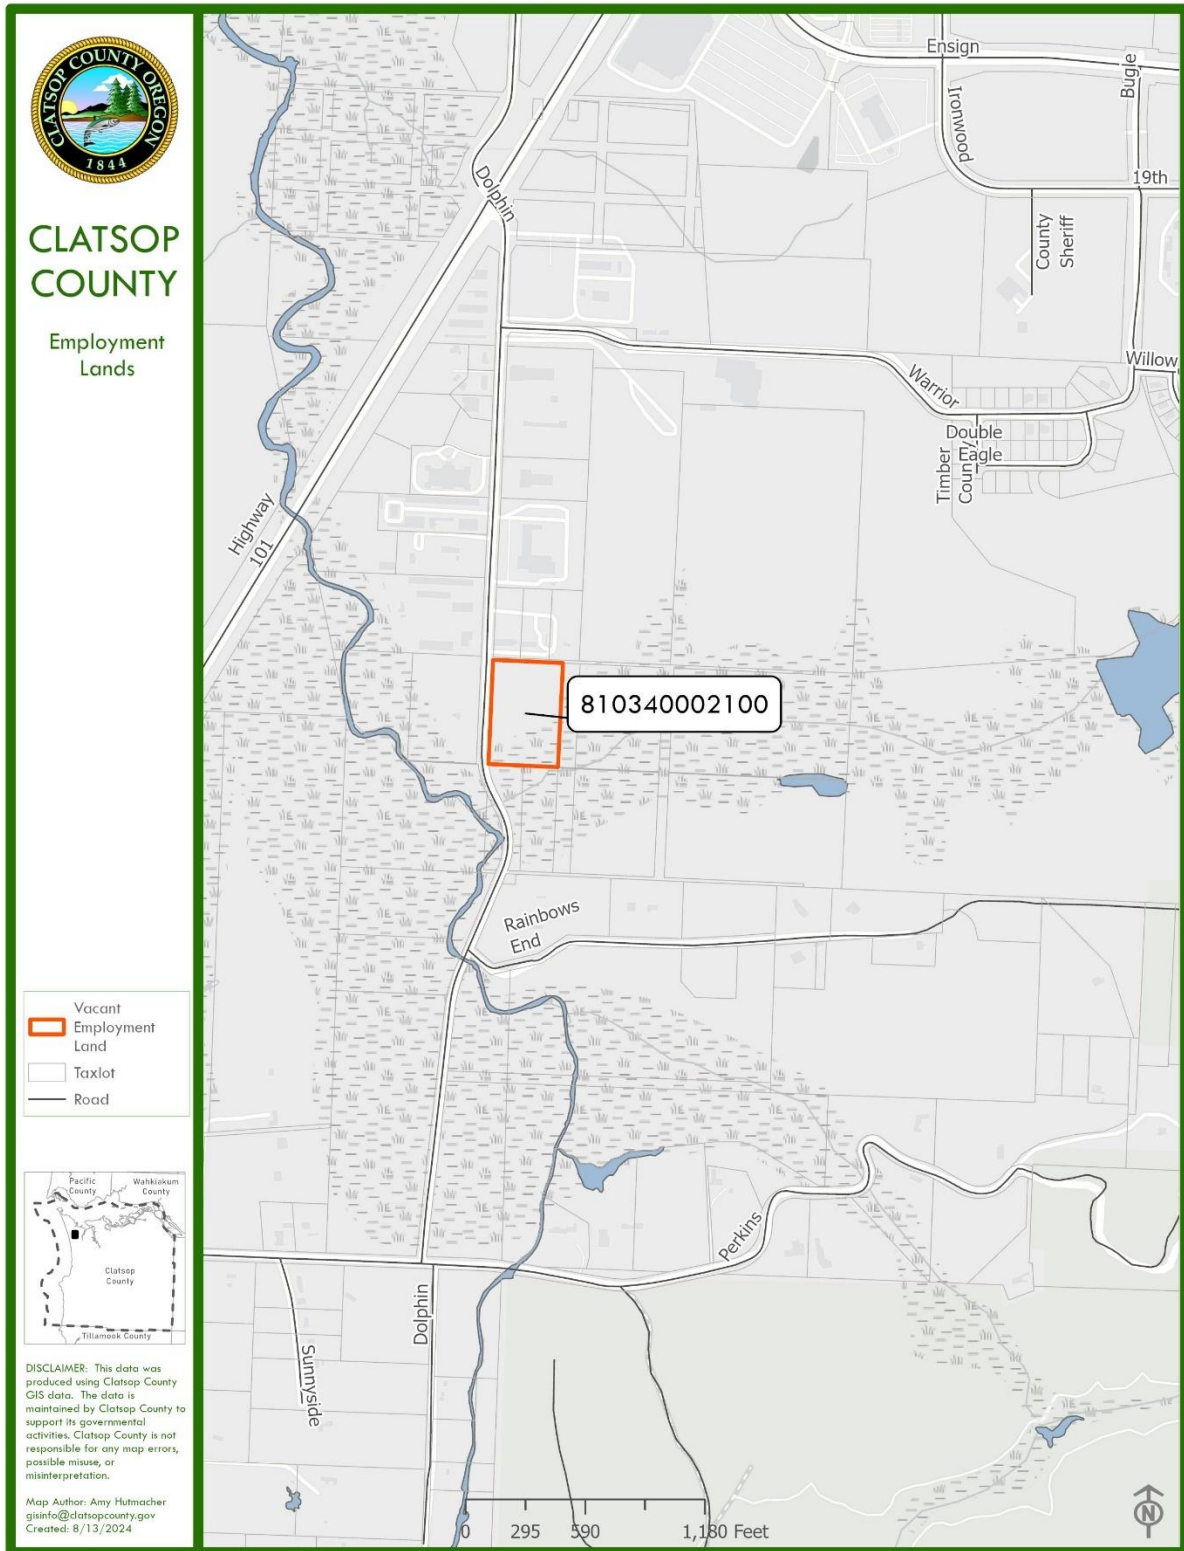 CLATSOP COUNTY OREGON
1844
CLATSOP
COUNTY
Employment
Lands
Vacant
Employment
Land
Taxlot
Road
Pacific
County
Wahkiakum
County
Clatsop
County
Tillamook County
DISCLAIMER: This data was
produced using Clatsop County
GIS data. The data is
maintained by Clatsop County to
support its governmental
activities. Clatsop County is not
responsible for any map errors,
possible misuse, or
misinterpretation.
Map Author: Amy Hutmacher
gisinfo@clatsopcounty.gov
Created: 8/13/2024
Ensign
Bugle
Ironwood
19th
Dolphin
County
Sheriff
Willow
Warrior
Double
Eagle
Timber
County
Highway
101
810340002100
Rainbows
End
Perkins
Dolphin
Sunnyside
0 295 590 1,180 Feet
N